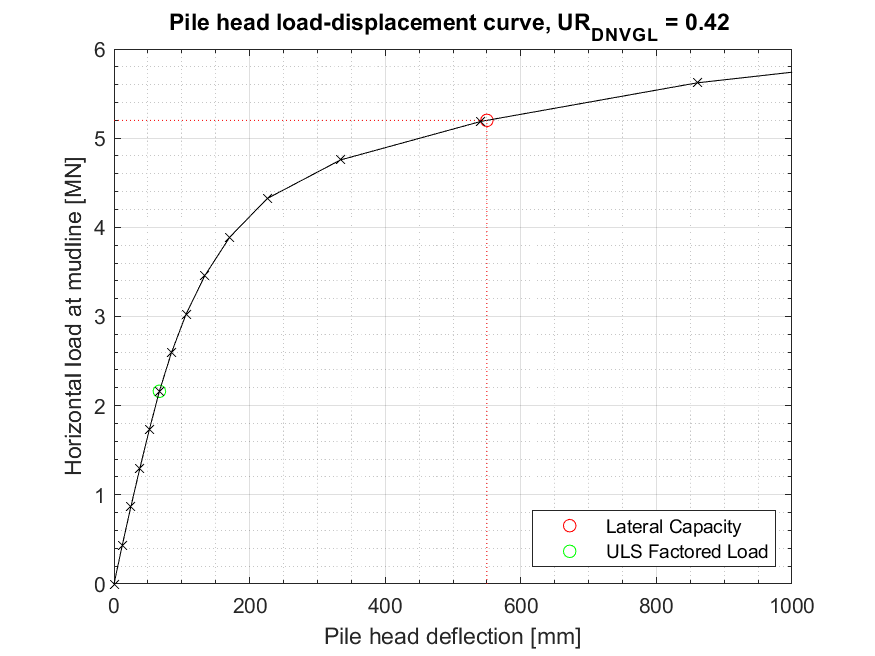 Pile head load-displacement curve, UR_DNVGL = 0.42
6
5
4
3
2
1
0
Horizontal load at mudline [MN]
Lateral Capacity
ULS Factored Load
0 200 400 600 800 1000
Pile head deflection [mm]